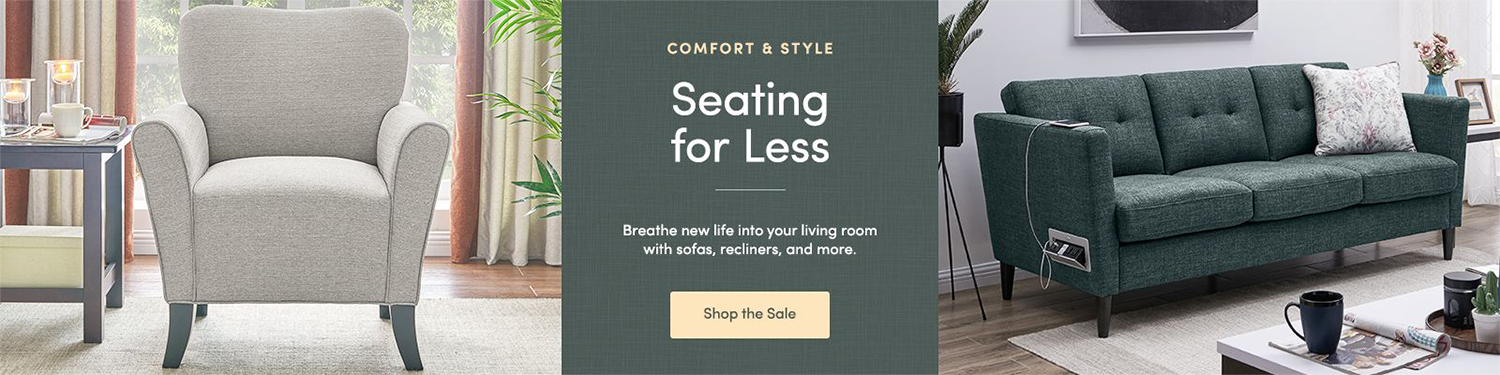 COMFORT & STYLE
Seating
for Less
Breathe new life into your living room
with sofas, recliners, and more.
Shop the Sale